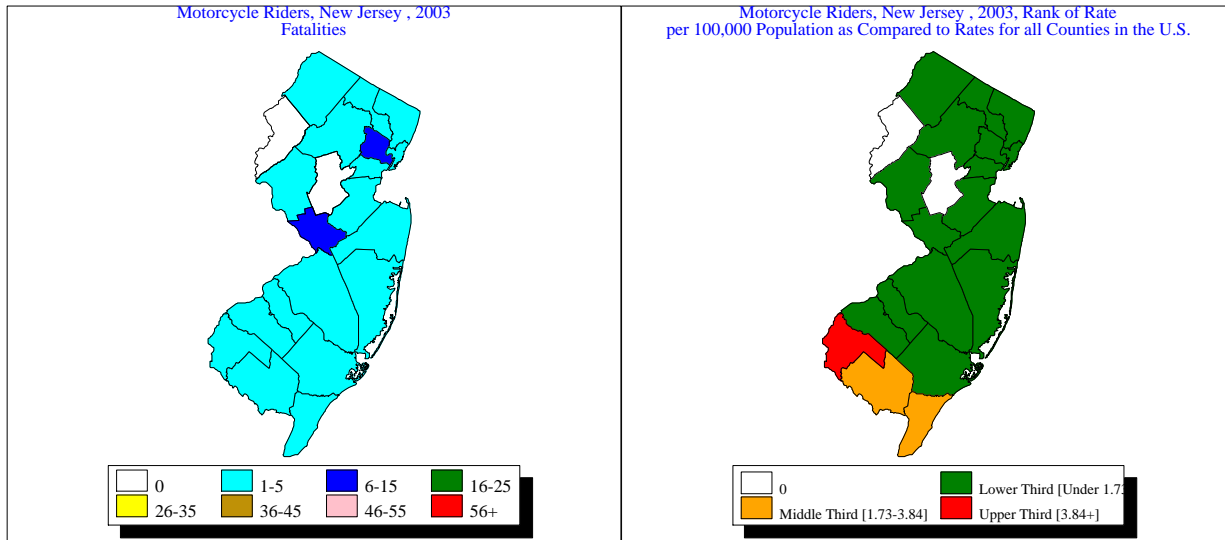 Motorcycle Riders, New Jersey , 2003
Fatalities
0
1-5
6-15
16-25
26-35
36-45
46-55
56+
Motorcycle Riders, New Jersey , 2003, Rank of Rate
per 100,000 Population as Compared to Rates for all Counties in the U.S.
0
Lower Third [Under 1.73
Middle Third [1.73-3.84]
Upper Third [3.84+]